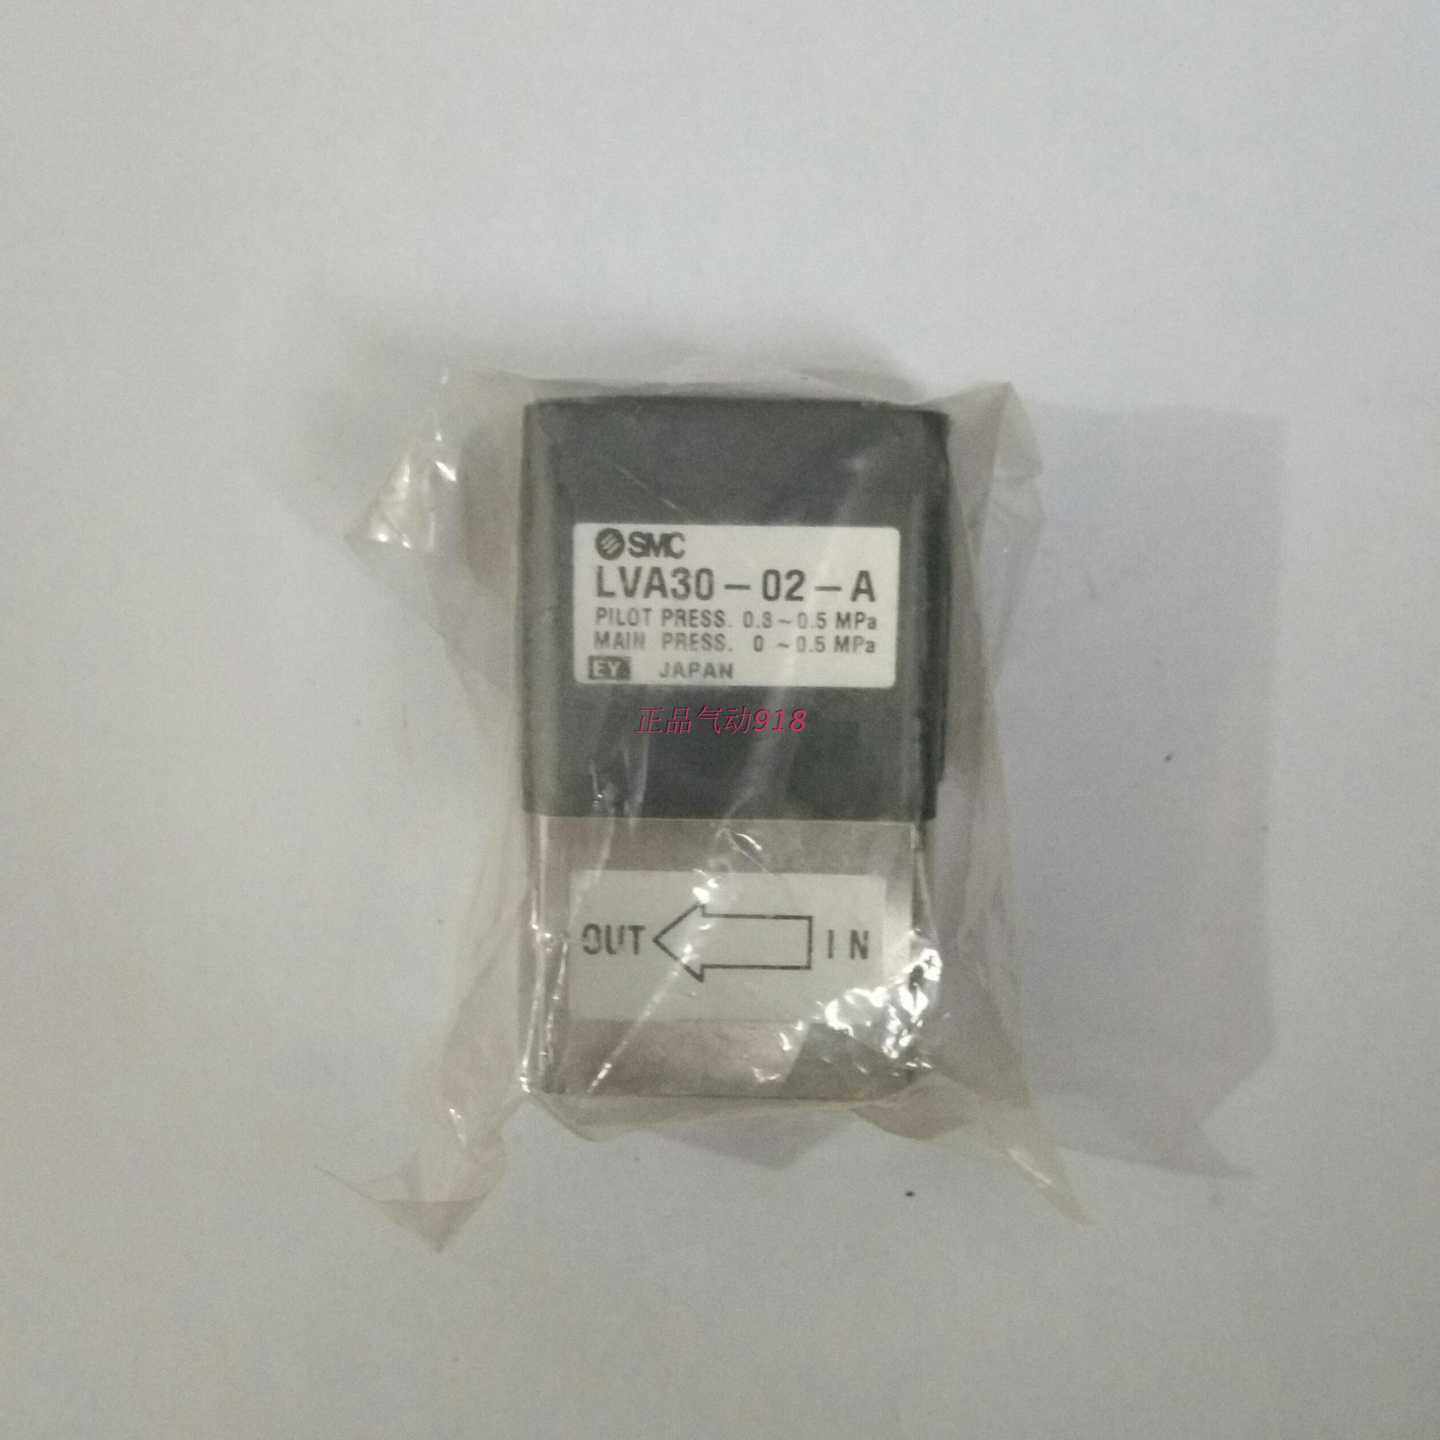 SMC
LVA30-02-A
PILOT PRESS. 0.3~0.5 MPa
MAIN PRESS. 0 ~0.5 MPa
EY JAPAN
正品气动918
OUT IN